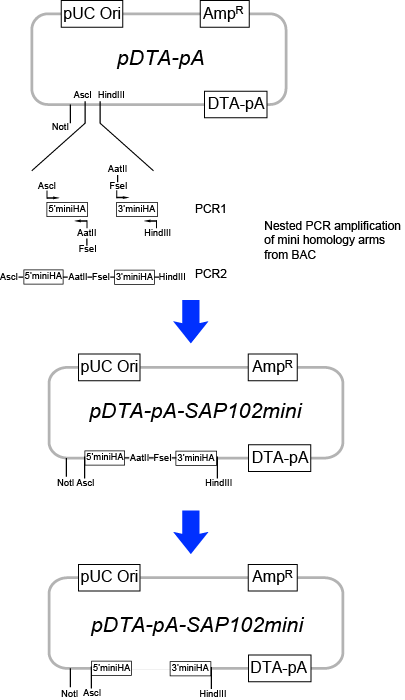 pUC Ori
AmpR
pDTA-pA
AscI HindIII
DTA-pA
NotI
AatII
FseI
AscI
5'miniHA
3'miniHA
PCR1
AatII
FseI
HindIII
Nested PCR amplification
of mini homology arms
from BAC
AscI 5'miniHA AatII FseI 3'miniHA HindIII
PCR2
pUC Ori
AmpR
pDTA-pA-SAP102mini
5'miniHA AatII FseI 3'miniHA
DTA-pA
NotI AscI
HindIII
pUC Ori
AmpR
pDTA-pA-SAP102mini
5'miniHA
3'miniHA
DTA-pA
NotI AscI
HindIII